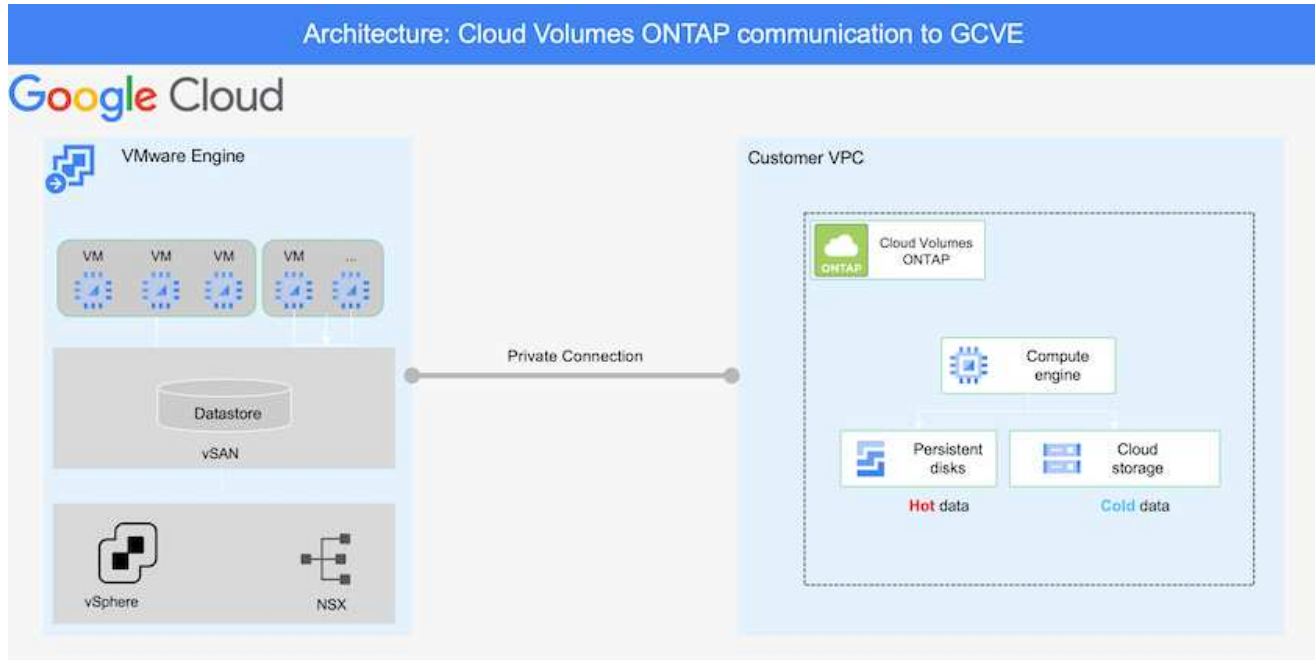 Architecture: Cloud Volumes ONTAP communication to GCVE
Google Cloud
VMware Engine
VM VM VM VM ...
Datastore
vSAN
vSphere
NSX
Private Connection
Customer VPC
ONTAP
Cloud Volumes
ONTAP
Compute
engine
Persistent
disks
Hot data
Cloud
storage
Cold data